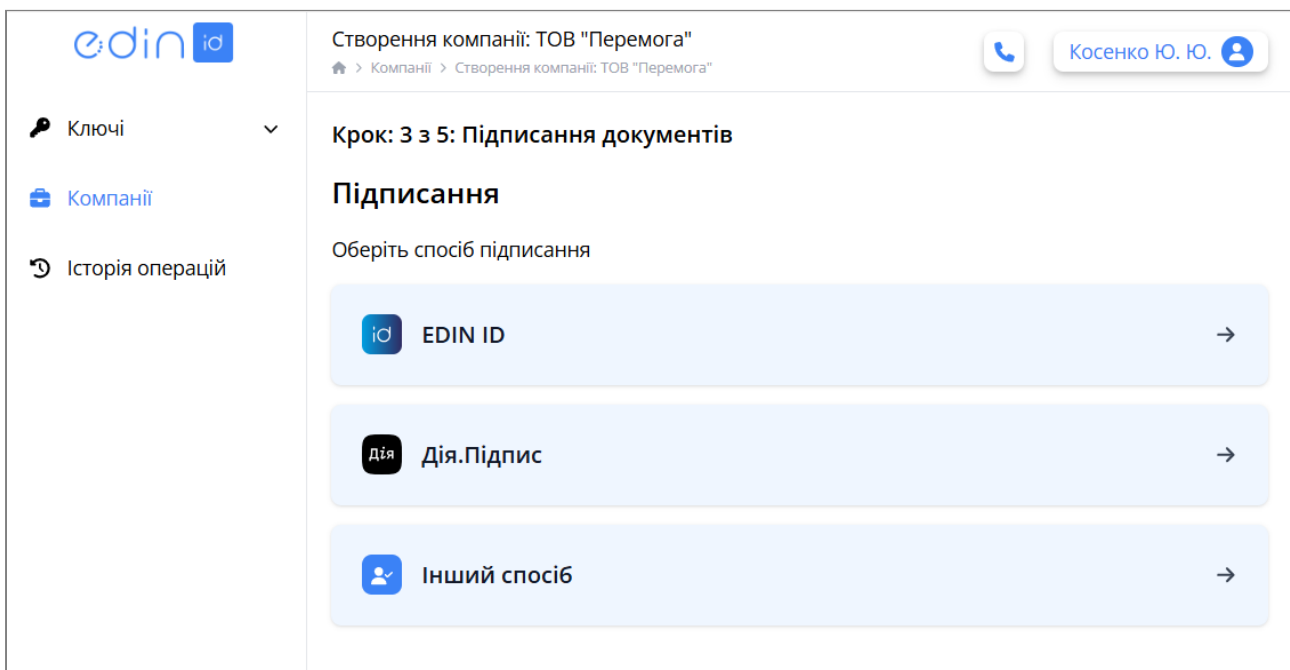 edin id
Ключі
Компанії
Історія операцій
Створення компанії: ТОВ "Перемога"
Компанії > Створення компанії: ТОВ "Перемога"
Косенко Ю. Ю.
Крок: 3 з 5: Підписання документів
Підписання
Оберіть спосіб підписання
id EDIN ID
Дія Дія.Підпис
Інший спосіб